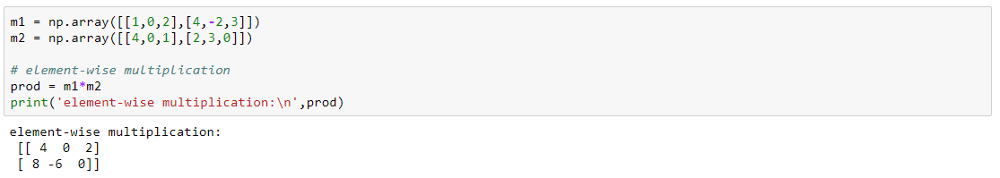 m1 = np.array([[1,0,2],[4,-2,3]])
m2 = np.array([[4,0,1],[2,3,0]])
# element-wise multiplication
prod = m1*m2
print('element-wise multiplication:\n',prod)
element-wise multiplication:
[[ 4  0  2]
[ 8 -6  0]]